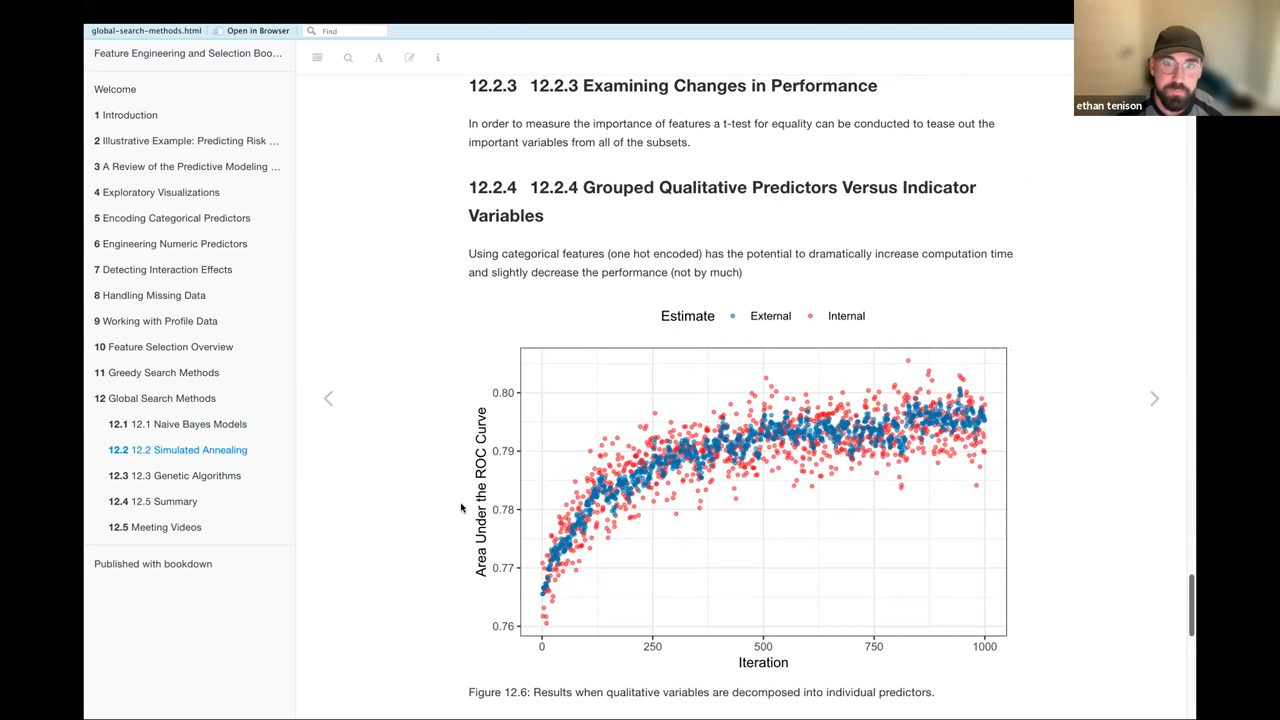 global-search-methods.html
Open in Browser
Find
Feature Engineering and Selection Boo…
Welcome
1 Introduction
2 Illustrative Example: Predicting Risk …
3 A Review of the Predictive Modeling …
4 Exploratory Visualizations
5 Encoding Categorical Predictors
6 Engineering Numeric Predictors
7 Detecting Interaction Effects
8 Handling Missing Data
9 Working with Profile Data
10 Feature Selection Overview
11 Greedy Search Methods
12 Global Search Methods
12.1 12.1 Naive Bayes Models
12.2 12.2 Simulated Annealing
12.3 12.3 Genetic Algorithms
12.4 12.5 Summary
12.5 Meeting Videos
Published with bookdown
12.2.3 12.2.3 Examining Changes in Performance
In order to measure the importance of features a t-test for equality can be conducted to tease out the
important variables from all of the subsets.
12.2.4 12.2.4 Grouped Qualitative Predictors Versus Indicator
Variables
Using categorical features (one hot encoded) has the potential to dramatically increase computation time
and slightly decrease the performance (not by much)
Estimate External Internal
Area Under the ROC Curve
0.80
0.79
0.78
0.77
0.76
0 250 500 750 1000
Iteration
Figure 12.6: Results when qualitative variables are decomposed into individual predictors.
ethan tenison